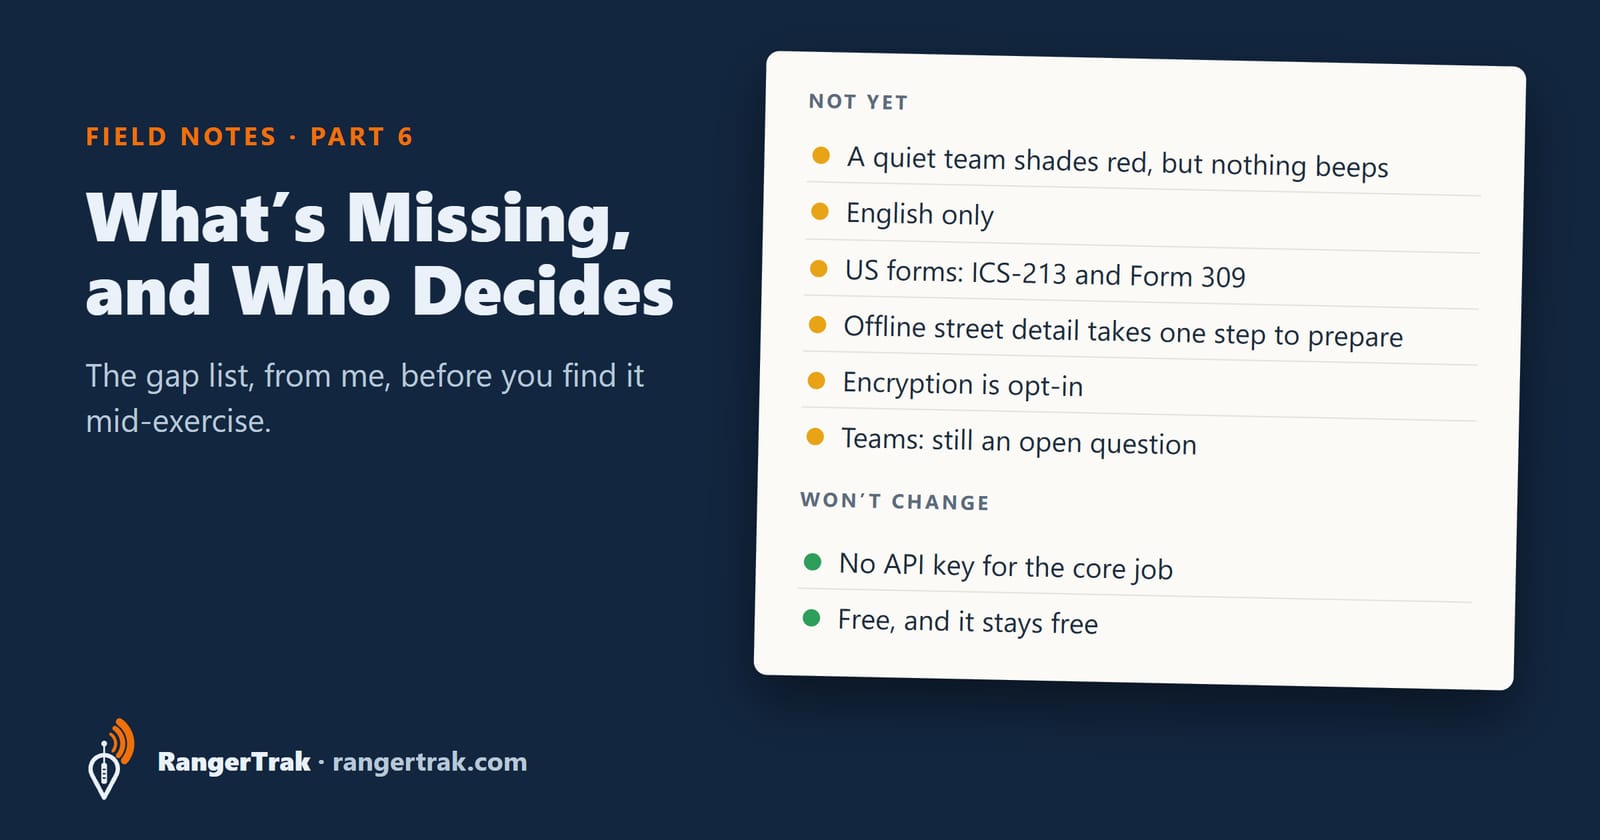 FIELD NOTES · PART 6
What’s Missing,
and Who Decides
The gap list, from me, before you find it
mid-exercise.
RangerTrak · rangertrak.com
NOT YET
A quiet team shades red, but nothing beeps
English only
US forms: ICS-213 and Form 309
Offline street detail takes one step to prepare
Encryption is opt-in
Teams: still an open question
WON’T CHANGE
No API key for the core job
Free, and it stays free